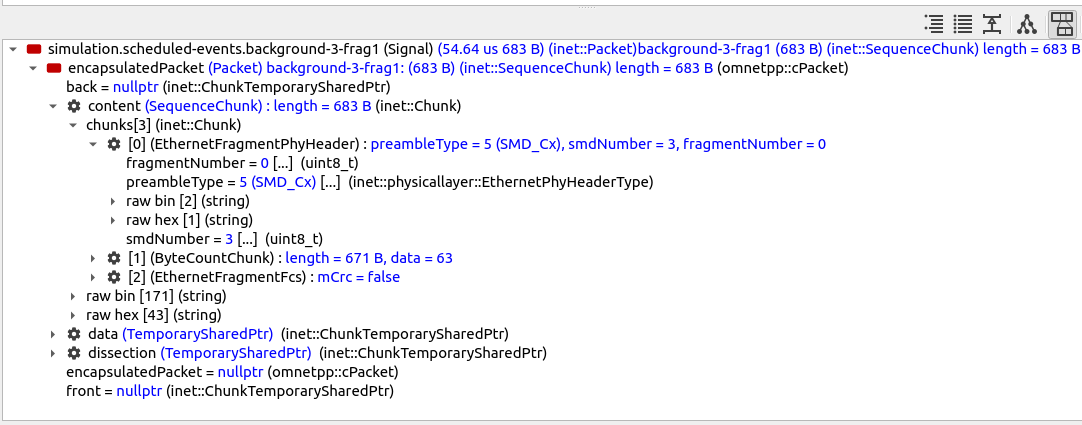 simulation.scheduled-events.background-3-frag1 (Signal) (54.64 us 683 B) (inet::Packet)background-3-frag1 (683 B) (inet::SequenceChunk) length = 683 B
encapsulatedPacket (Packet) background-3-frag1: (683 B) (inet::SequenceChunk) length = 683 B (omnetpp::cPacket)
back = nullptr (inet::ChunkTemporarySharedPtr)
content (SequenceChunk) : length = 683 B (inet::Chunk)
chunks[3] (inet::Chunk)
[0] (EthernetFragmentPhyHeader) : preambleType = 5 (SMD_Cx), smdNumber = 3, fragmentNumber = 0
fragmentNumber = 0 [...] (uint8_t)
preambleType = 5 (SMD_Cx) [...] (inet::physicallayer::EthernetPhyHeaderType)
raw bin [2] (string)
raw hex [1] (string)
smdNumber = 3 [...] (uint8_t)
[1] (ByteCountChunk) : length = 671 B, data = 63
[2] (EthernetFragmentFcs) : mCrc = false
raw bin [171] (string)
raw hex [43] (string)
data (TemporarySharedPtr) (inet::ChunkTemporarySharedPtr)
dissection (TemporarySharedPtr) (inet::ChunkTemporarySharedPtr)
encapsulatedPacket = nullptr (omnetpp::cPacket)
front = nullptr (inet::ChunkTemporarySharedPtr)